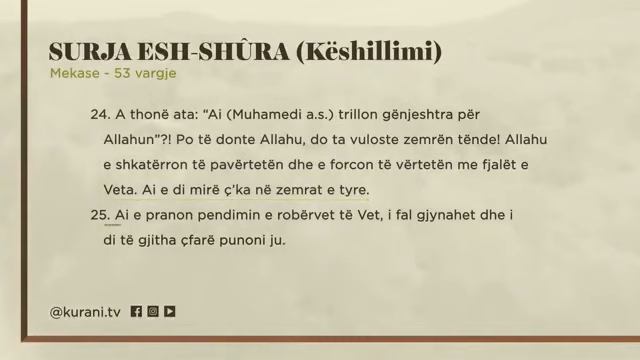 SURJA ESH-SHÛRA (Këshillimi)
Mekase - 53 vargje
24. A thonë ata: “Ai (Muhamedi a.s.) trillon gënjeshtra për
Allahun”?! Po të donte Allahu, do ta vuloste zemrën tënde! Allahu
e shkatërron të pavërtetën dhe e forcon të vërtetën me fjalët e
Veta. Ai e di mirë ç’ka në zemrat e tyre.
25. Ai e pranon pendimin e robërvet të Vet, i fal gjynahet dhe i
di të gjitha çfarë punoni ju.
@kurani.tv